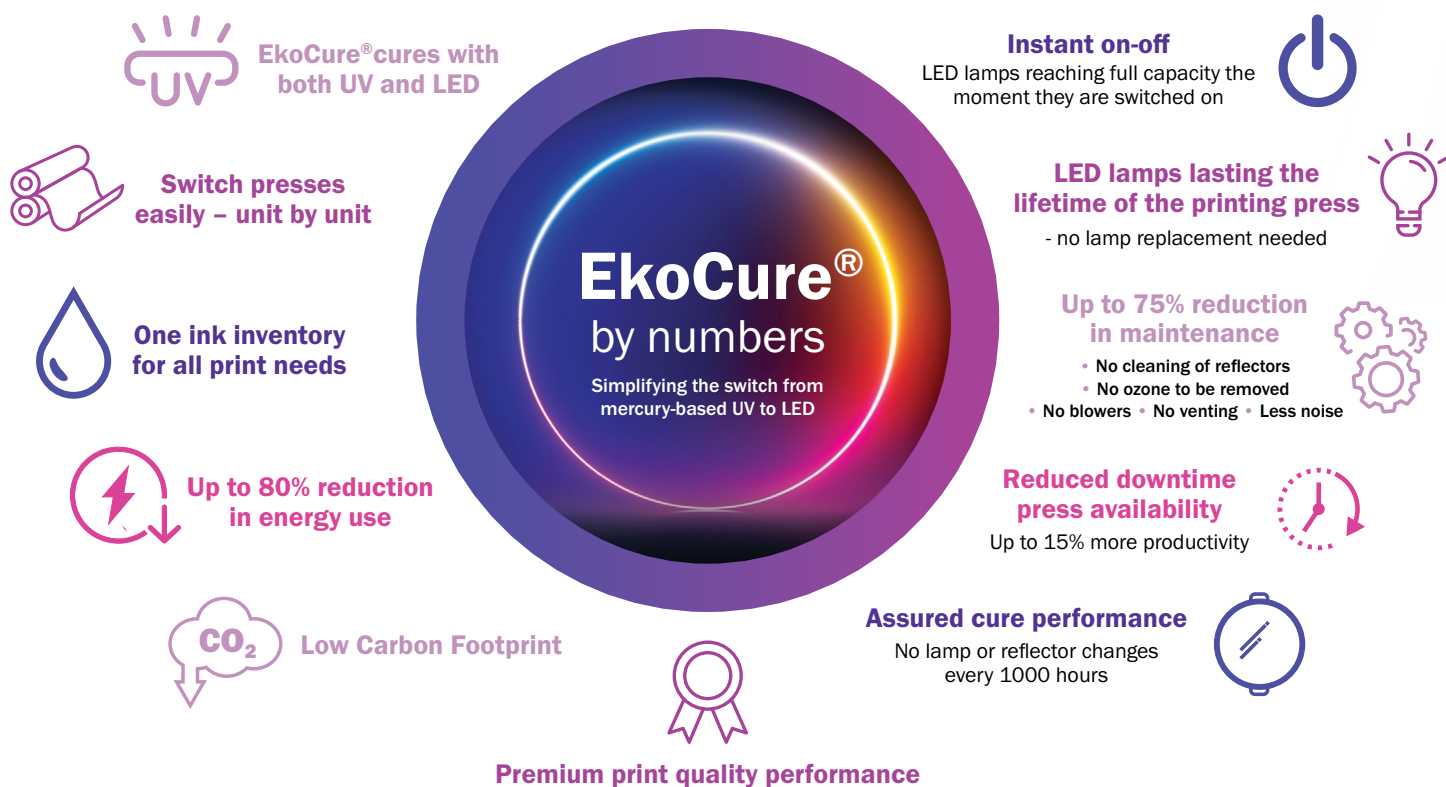 EkoCure® cures with
both UV and LED
UV
Switch presses
easily – unit by unit
One ink inventory
for all print needs
Up to 80% reduction
in energy use
CO₂
Low Carbon Footprint
EkoCure®
by numbers
Simplifying the switch from
mercury-based UV to LED
Premium print quality performance
Instant on-off
LED lamps reaching full capacity the
moment they are switched on
LED lamps lasting the
lifetime of the printing press
- no lamp replacement needed
Up to 75% reduction
in maintenance
• No cleaning of reflectors
• No ozone to be removed
• No blowers • No venting • Less noise
Reduced downtime
press availability
Up to 15% more productivity
Assured cure performance
No lamp or reflector changes
every 1000 hours